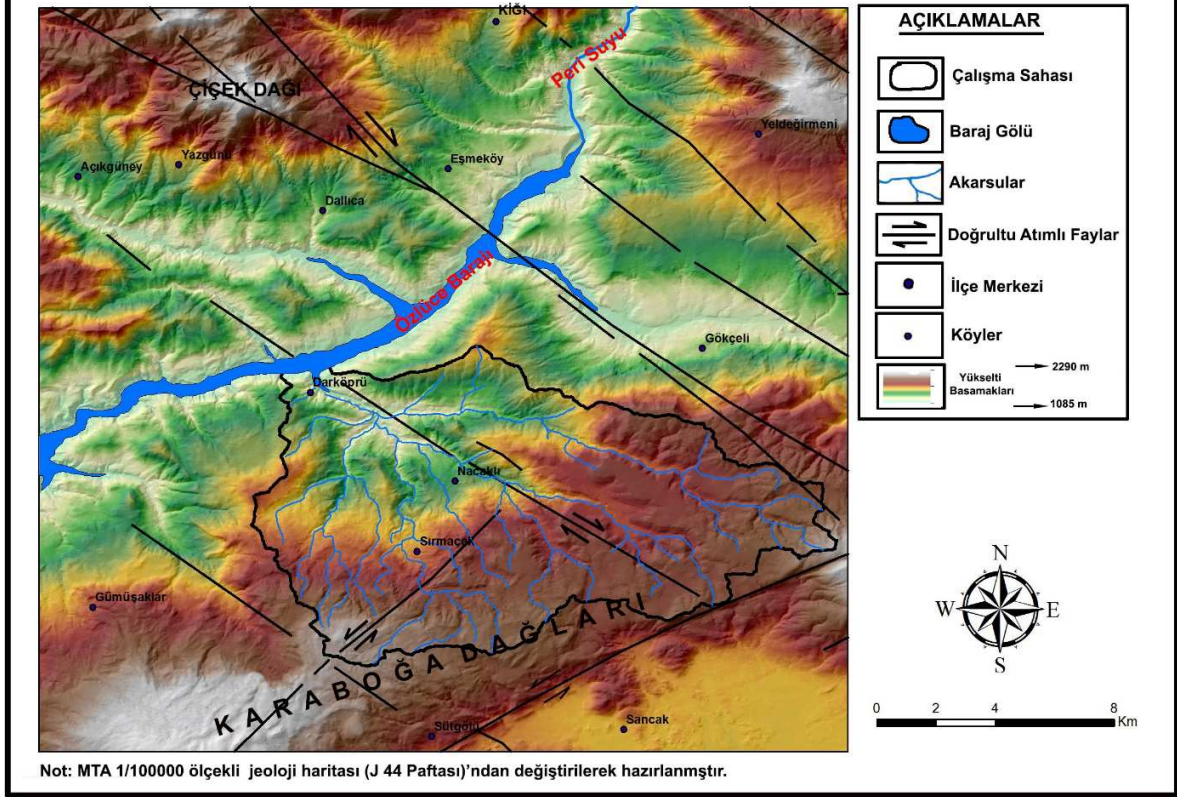 KİĞI
Peri Suyu
ÇİÇEK DAĞI
Yeldeğirmeni
Açıkgüney
Yazgünü
Eşmeköy
Dallıca
Özlüce Barajı
Gökçeli
Darköprü
Nacaklı
Sırmaçek
Gümüşaklar
KARABOĞA DAĞLARI
Sütgölü
Sancak
AÇIKLAMALAR
Çalışma Sahası
Baraj Gölü
Akarsular
Doğrultu Atımlı Faylar
İlçe Merkezi
Köyler
Yükselti
Basamakları
2290 m
1085 m
N
W E
S
0 2 4 8
Km
Not: MTA 1/100000 ölçekli jeoloji haritası (J 44 Paftası)'ndan değiştirilerek hazırlanmştır.